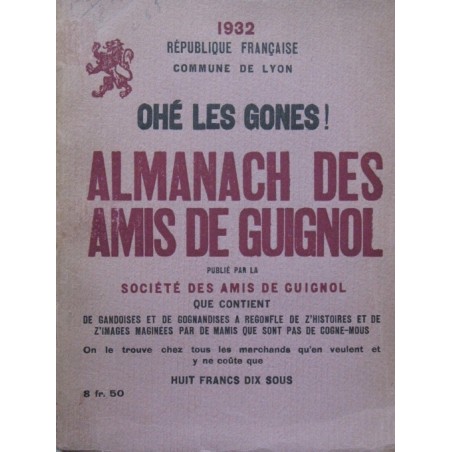 1932
RÉPUBLIQUE FRANÇAISE
COMMUNE DE LYON
OHÉ LES GONES!
ALMANACH DES
AMIS DE GUIGNOL
PUBLIÉ PAR LA
SOCIÉTÉ DES AMIS DE GUIGNOL
QUE CONTIENT
DE GANDOISES ET DE GOGNANDISES A REGONFLE DE Z'HISTOIRES ET DE
Z'IMAGES MAGINÉES PAR DE MAMIS QUE SONT PAS DE COGNE-MOUS
On le trouve chez tous les marchands qu'en veulent et
y ne coûte que
HUIT FRANCS DIX SOUS
8 fr. 50